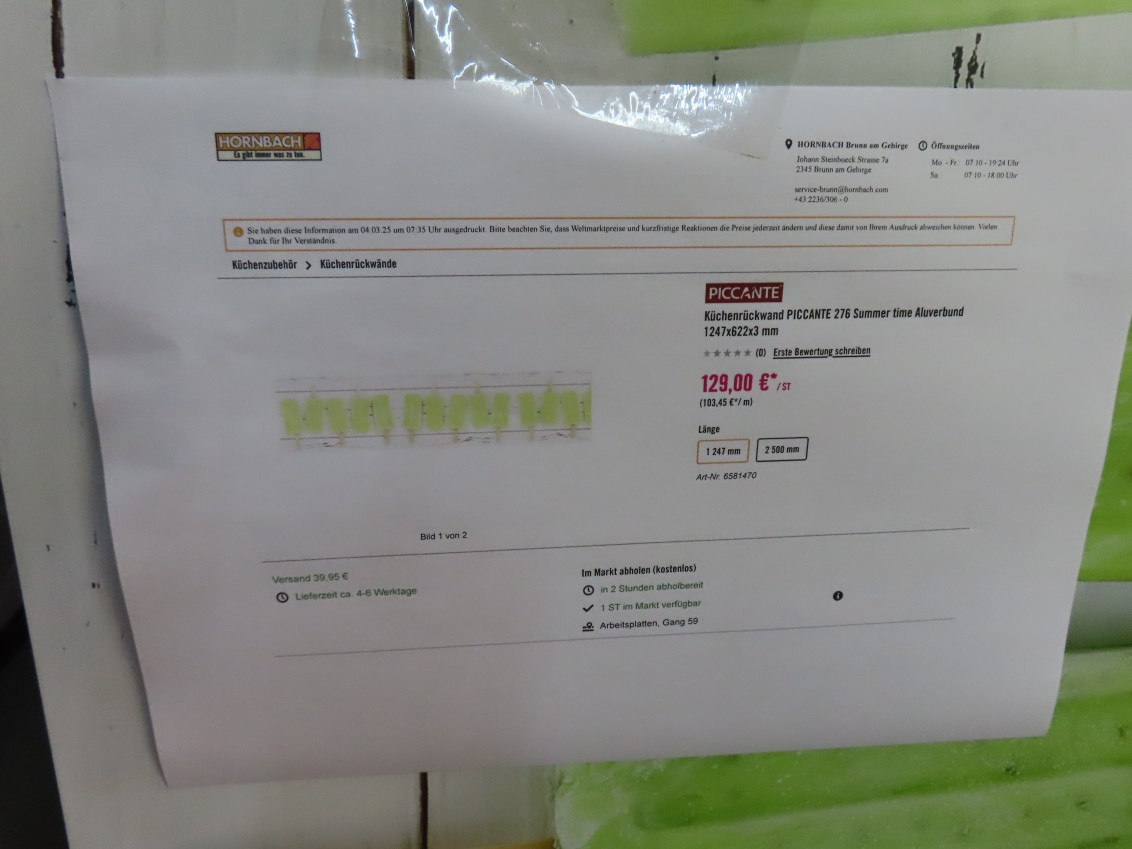 HORNBACH
Es gibt immer was zu tun.
HORNBACH Brunn am Gebirge
Johann Steinboeck Strasse 7a
2345 Brunn am Gebirge
service-brunn@hornbach.com
+43 2236/306 - 0
Öffnungszeiten
Mo - Fr: 07:10 - 19:24 Uhr
Sa 07:10 - 18:00 Uhr
Sie haben diese Information am 04.03.25 um 07:35 Uhr ausgedruckt. Bitte beachten Sie, dass Weltmarktpreise und kurzfristige Reaktionen die Preise jederzeit ändern und diese damit von Ihrem Ausdruck abweichen können. Vielen
Dank für Ihr Verständnis.
Küchenzubehör > Küchenrückwände
PICCANTE
Küchenrückwand PICCANTE 276 Summer time Aluverbund
1247x622x3 mm
(0) Erste Bewertung schreiben
129,00 €* / ST
(103,45 €*/ m)
Länge
1 247 mm 2 500 mm
Art-Nr. 6581470
Bild 1 von 2
Versand 39,95 €
Lieferzeit ca. 4-6 Werktage
Im Markt abholen (kostenlos)
in 2 Stunden abholbereit
1 ST im Markt verfügbar
Arbeitsplatten, Gang 59